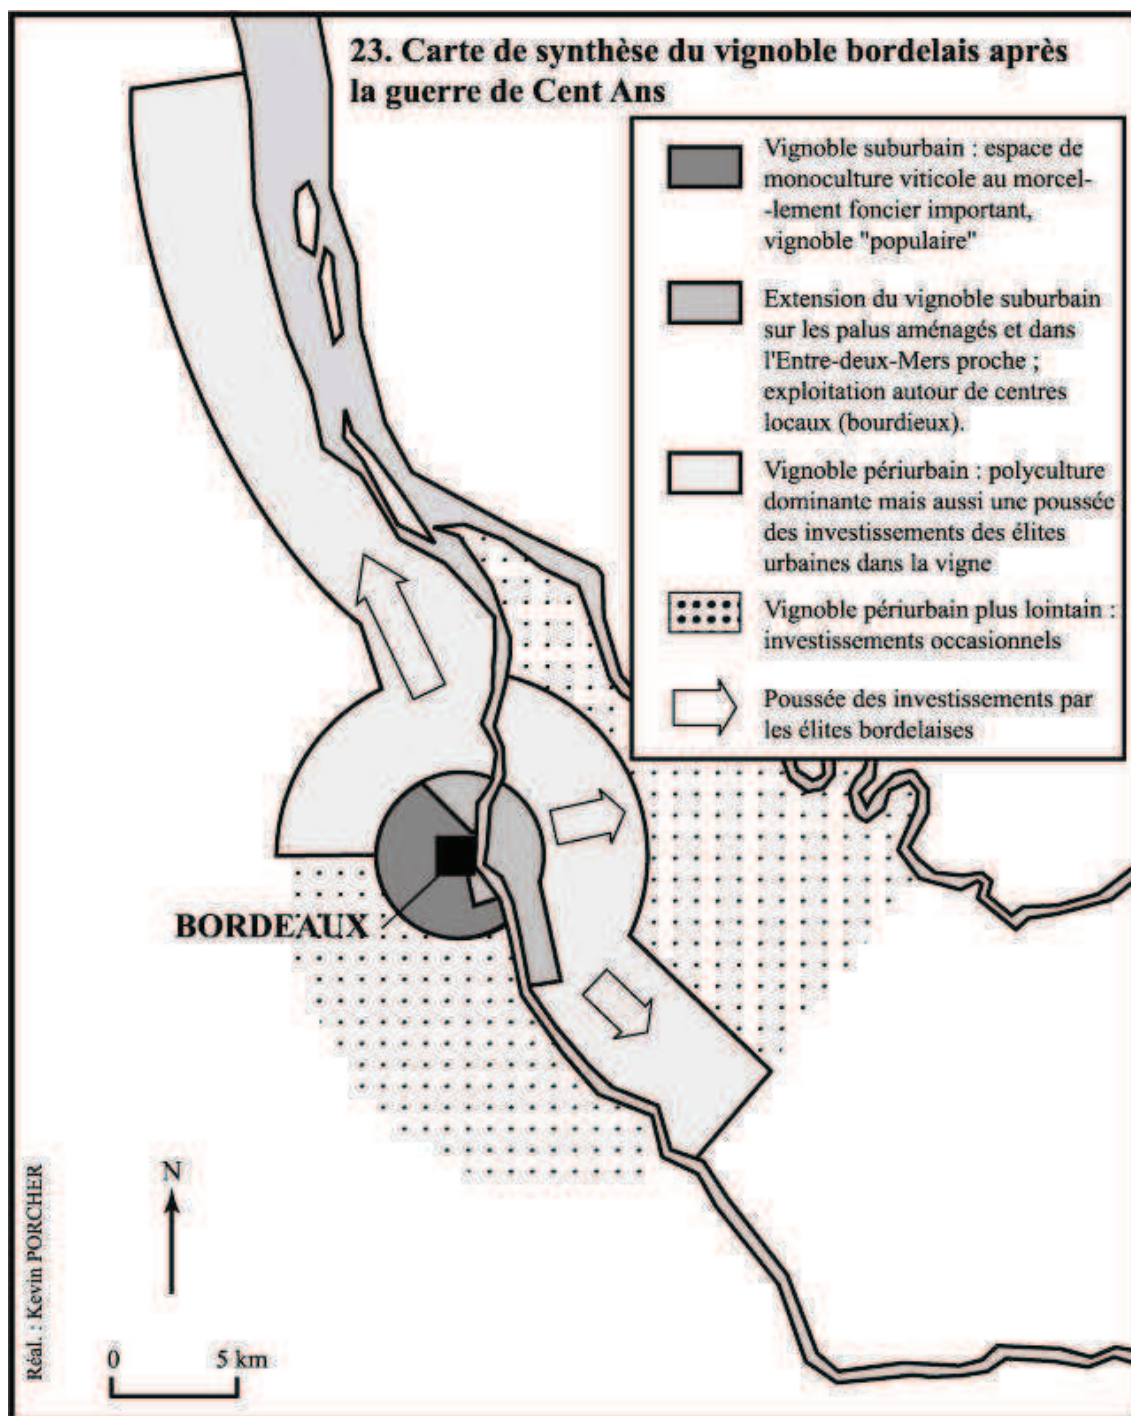 23. Carte de synthèse du vignoble bordelais après
la guerre de Cent Ans
Vignoble suburbain : espace de
monoculture viticole au morcel-
-lement foncier important,
vignoble "populaire"
Extension du vignoble suburbain
sur les palus aménagés et dans
l'Entre-deux-Mers proche ;
exploitation autour de centres
locaux (bourdieux).
Vignoble périurbain : polyculture
dominante mais aussi une poussée
des investissements des élites
urbaines dans la vigne
Vignoble périurbain plus lointain :
investissements occasionnels
Poussée des investissements par
les élites bordelaises
BORDEAUX
N
0 5 km
Réal. : Kevin PORCHER